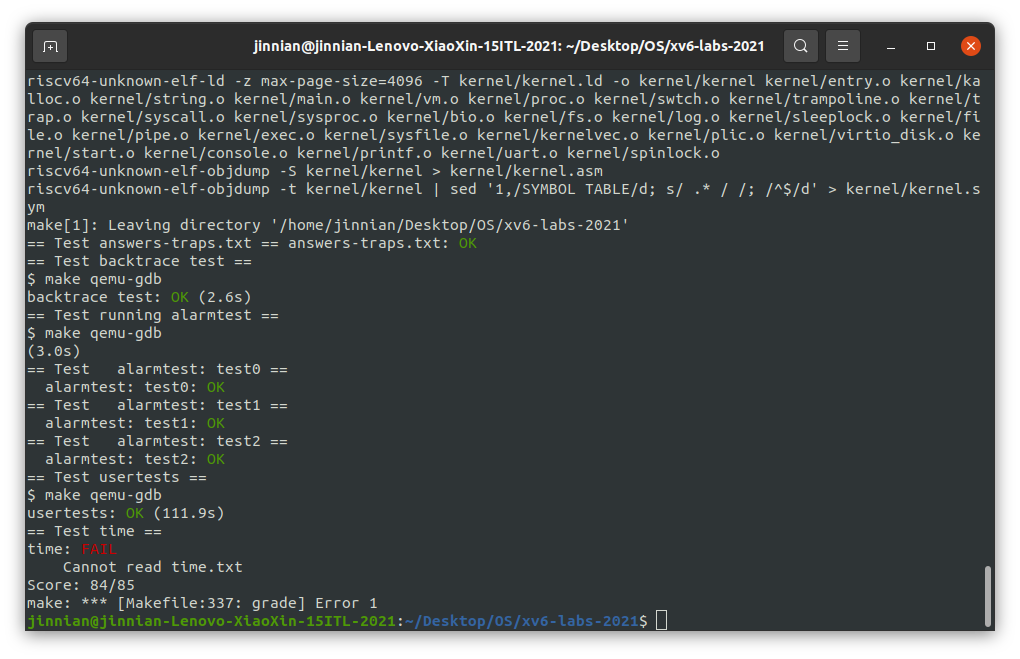 jinnian@jinnian-Lenovo-XiaoXin-15ITL-2021: ~/Desktop/OS/xv6-labs-2021
riscv64-unknown-elf-ld -z max-page-size=4096 -T kernel/kernel.ld -o kernel/kernel kernel/entry.o kernel/ka
lloc.o kernel/string.o kernel/main.o kernel/vm.o kernel/proc.o kernel/swtch.o kernel/trampoline.o kernel/t
rap.o kernel/syscall.o kernel/sysproc.o kernel/bio.o kernel/fs.o kernel/log.o kernel/sleeplock.o kernel/fi
le.o kernel/pipe.o kernel/exec.o kernel/sysfile.o kernel/kernelvec.o kernel/plic.o kernel/virtio_disk.o ke
rnel/start.o kernel/console.o kernel/printf.o kernel/uart.o kernel/spinlock.o
riscv64-unknown-elf-objdump -S kernel/kernel > kernel/kernel.asm
riscv64-unknown-elf-objdump -t kernel/kernel | sed '1,/SYMBOL TABLE/d; s/ .* / /; /^$/d' > kernel/kernel.s
ym
make[1]: Leaving directory '/home/jinnian/Desktop/OS/xv6-labs-2021'
== Test answers-traps.txt == answers-traps.txt: OK
== Test backtrace test ==
$ make qemu-gdb
backtrace test: OK (2.6s)
== Test running alarmtest ==
$ make qemu-gdb
(3.0s)
== Test   alarmtest: test0 ==
  alarmtest: test0: OK
== Test   alarmtest: test1 ==
  alarmtest: test1: OK
== Test   alarmtest: test2 ==
  alarmtest: test2: OK
== Test usertests ==
$ make qemu-gdb
usertests: OK (111.9s)
== Test time ==
time: FAIL
    Cannot read time.txt
Score: 84/85
make: *** [Makefile:337: grade] Error 1
jinnian@jinnian-Lenovo-XiaoXin-15ITL-2021:~/Desktop/OS/xv6-labs-2021$